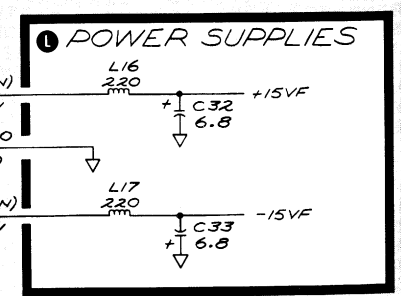 L POWER SUPPLIES
N)
L16
220
+15VF
+
C32
6.8
O
L17
220
N)
-15VF
C33
+
6.8